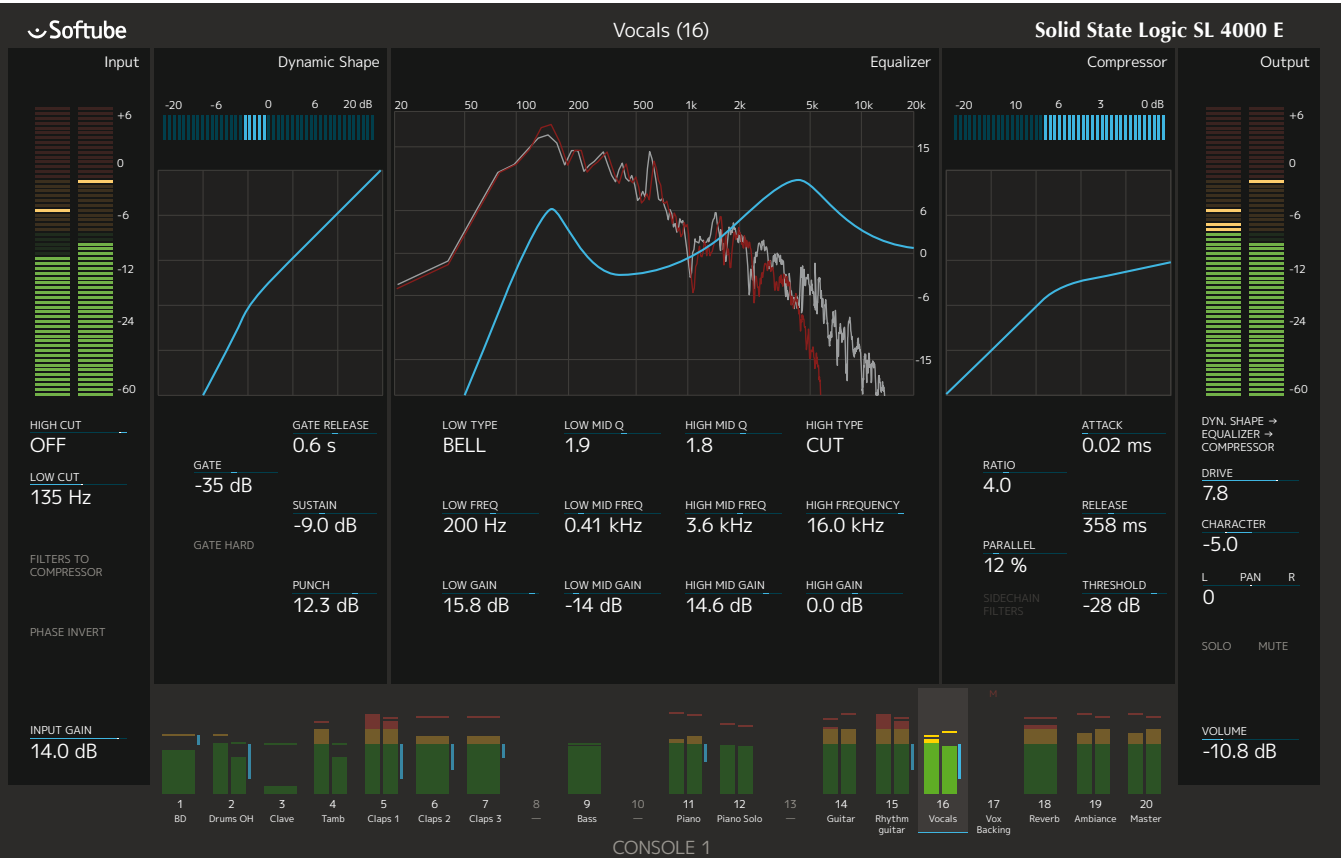 Softube
Vocals (16)
Solid State Logic SL 4000 E
Input
+6
0
-6
-12
-24
-60
HIGH CUT
OFF
LOW CUT
135 Hz
FILTERS TO
COMPRESSOR
PHASE INVERT
INPUT GAIN
14.0 dB
Dynamic Shape
-20 -6 0 6 20 dB
GATE RELEASE
0.6 s
GATE
-35 dB
SUSTAIN
-9.0 dB
GATE HARD
PUNCH
12.3 dB
Equalizer
20 50 100 200 500 1k 2k 5k 10k 20k
15
6
0
-6
-15
LOW TYPE LOW MID Q HIGH MID Q HIGH TYPE
BELL 1.9 1.8 CUT
LOW FREQ LOW MID FREQ HIGH MID FREQ HIGH FREQUENCY
200 Hz 0.41 kHz 3.6 kHz 16.0 kHz
LOW GAIN LOW MID GAIN HIGH MID GAIN HIGH GAIN
15.8 dB -14 dB 14.6 dB 0.0 dB
Compressor
-20 10 6 3 0 dB
ATTACK
0.02 ms
RATIO
4.0
RELEASE
358 ms
PARALLEL
12 %
SIDECHAIN
FILTERS
THRESHOLD
-28 dB
Output
+6
0
-6
-12
-24
-60
DYN. SHAPE →
EQUALIZER →
COMPRESSOR
DRIVE
7.8
CHARACTER
-5.0
L PAN R
0
SOLO MUTE
VOLUME
-10.8 dB
M
1 2 3 4 5 6 7 8 9 10 11 12 13 14 15 16 17 18 19 20
BD Drums OH Clave Tamb Claps 1 Claps 2 Claps 3 — Bass — Piano Piano Solo — Guitar Rhythm Vocals Vox Reverb Ambiance Master
guitar Backing
CONSOLE 1